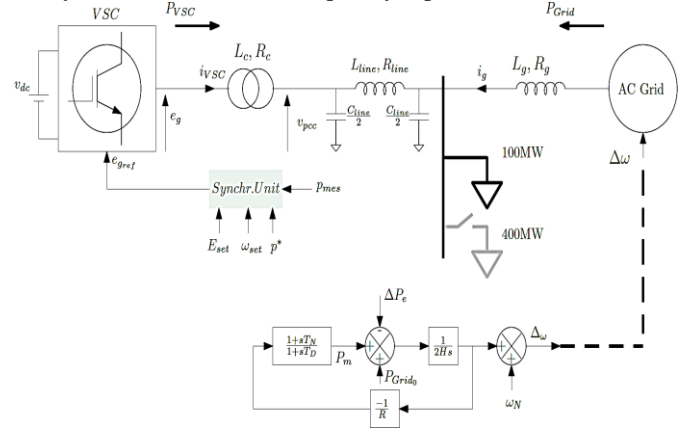 VSC
P_VSC
P_Grid
L_c, R_c
L_line, R_line
L_g, R_g
i_VSC
i_g
v_dc
AC Grid
e_g
v_pcc
C_line/2
C_line/2
e_gref
100MW
Δω
Synchr.Unit
p_mes
400MW
E_set
ω_set
p*
ΔP_e
-
1+sT_N/1+sT_D
P_m
+
+
1/2Hs
+
+
Δ_ω
P_Grid0
-1/R
ω_N